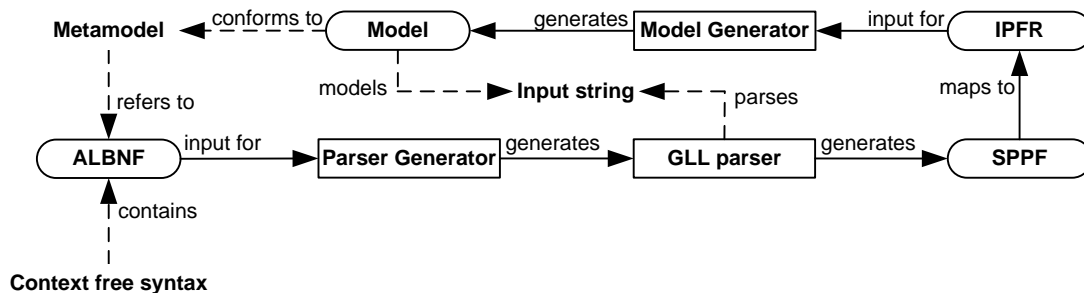 conforms to
generates
input for
Metamodel
Model
Model Generator
IPFR
models
Input string
parses
maps to
refers to
input for
generates
generates
ALBNF
Parser Generator
GLL parser
SPPF
contains
Context free syntax